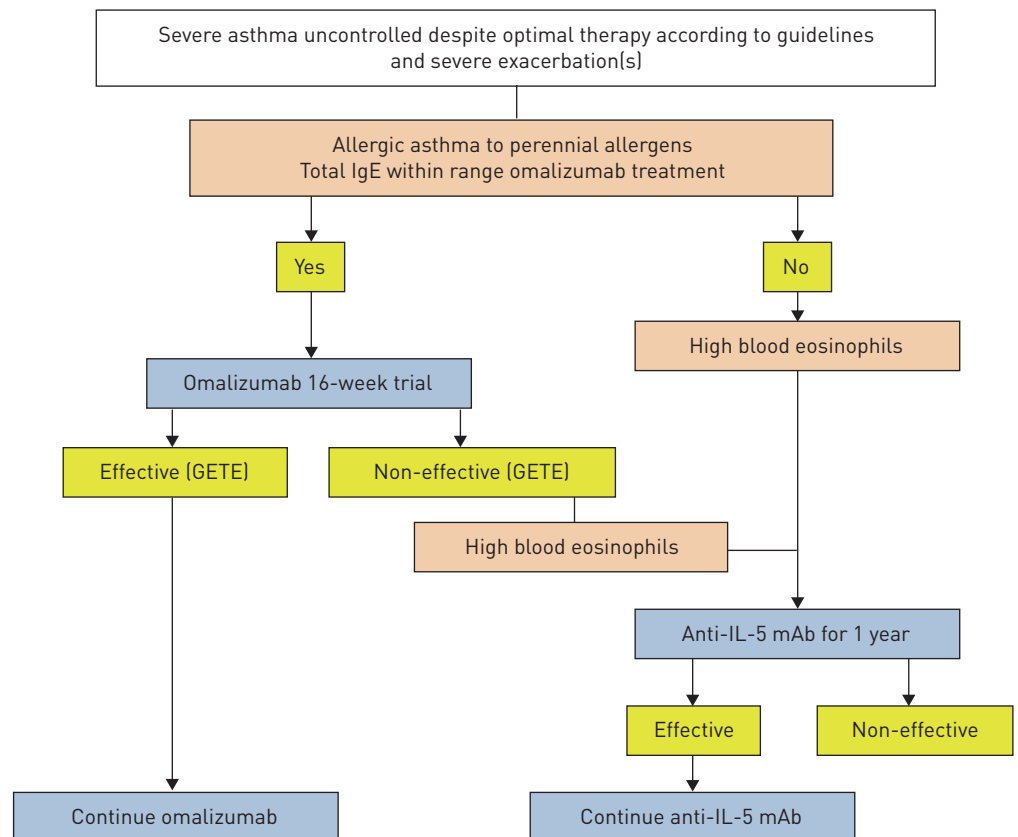 Severe asthma uncontrolled despite optimal therapy according to guidelines
and severe exacerbation(s)
Allergic asthma to perennial allergens
Total IgE within range omalizumab treatment
Yes
No
High blood eosinophils
Omalizumab 16-week trial
Effective (GETE)
Non-effective (GETE)
High blood eosinophils
Anti-IL-5 mAb for 1 year
Effective
Non-effective
Continue omalizumab
Continue anti-IL-5 mAb